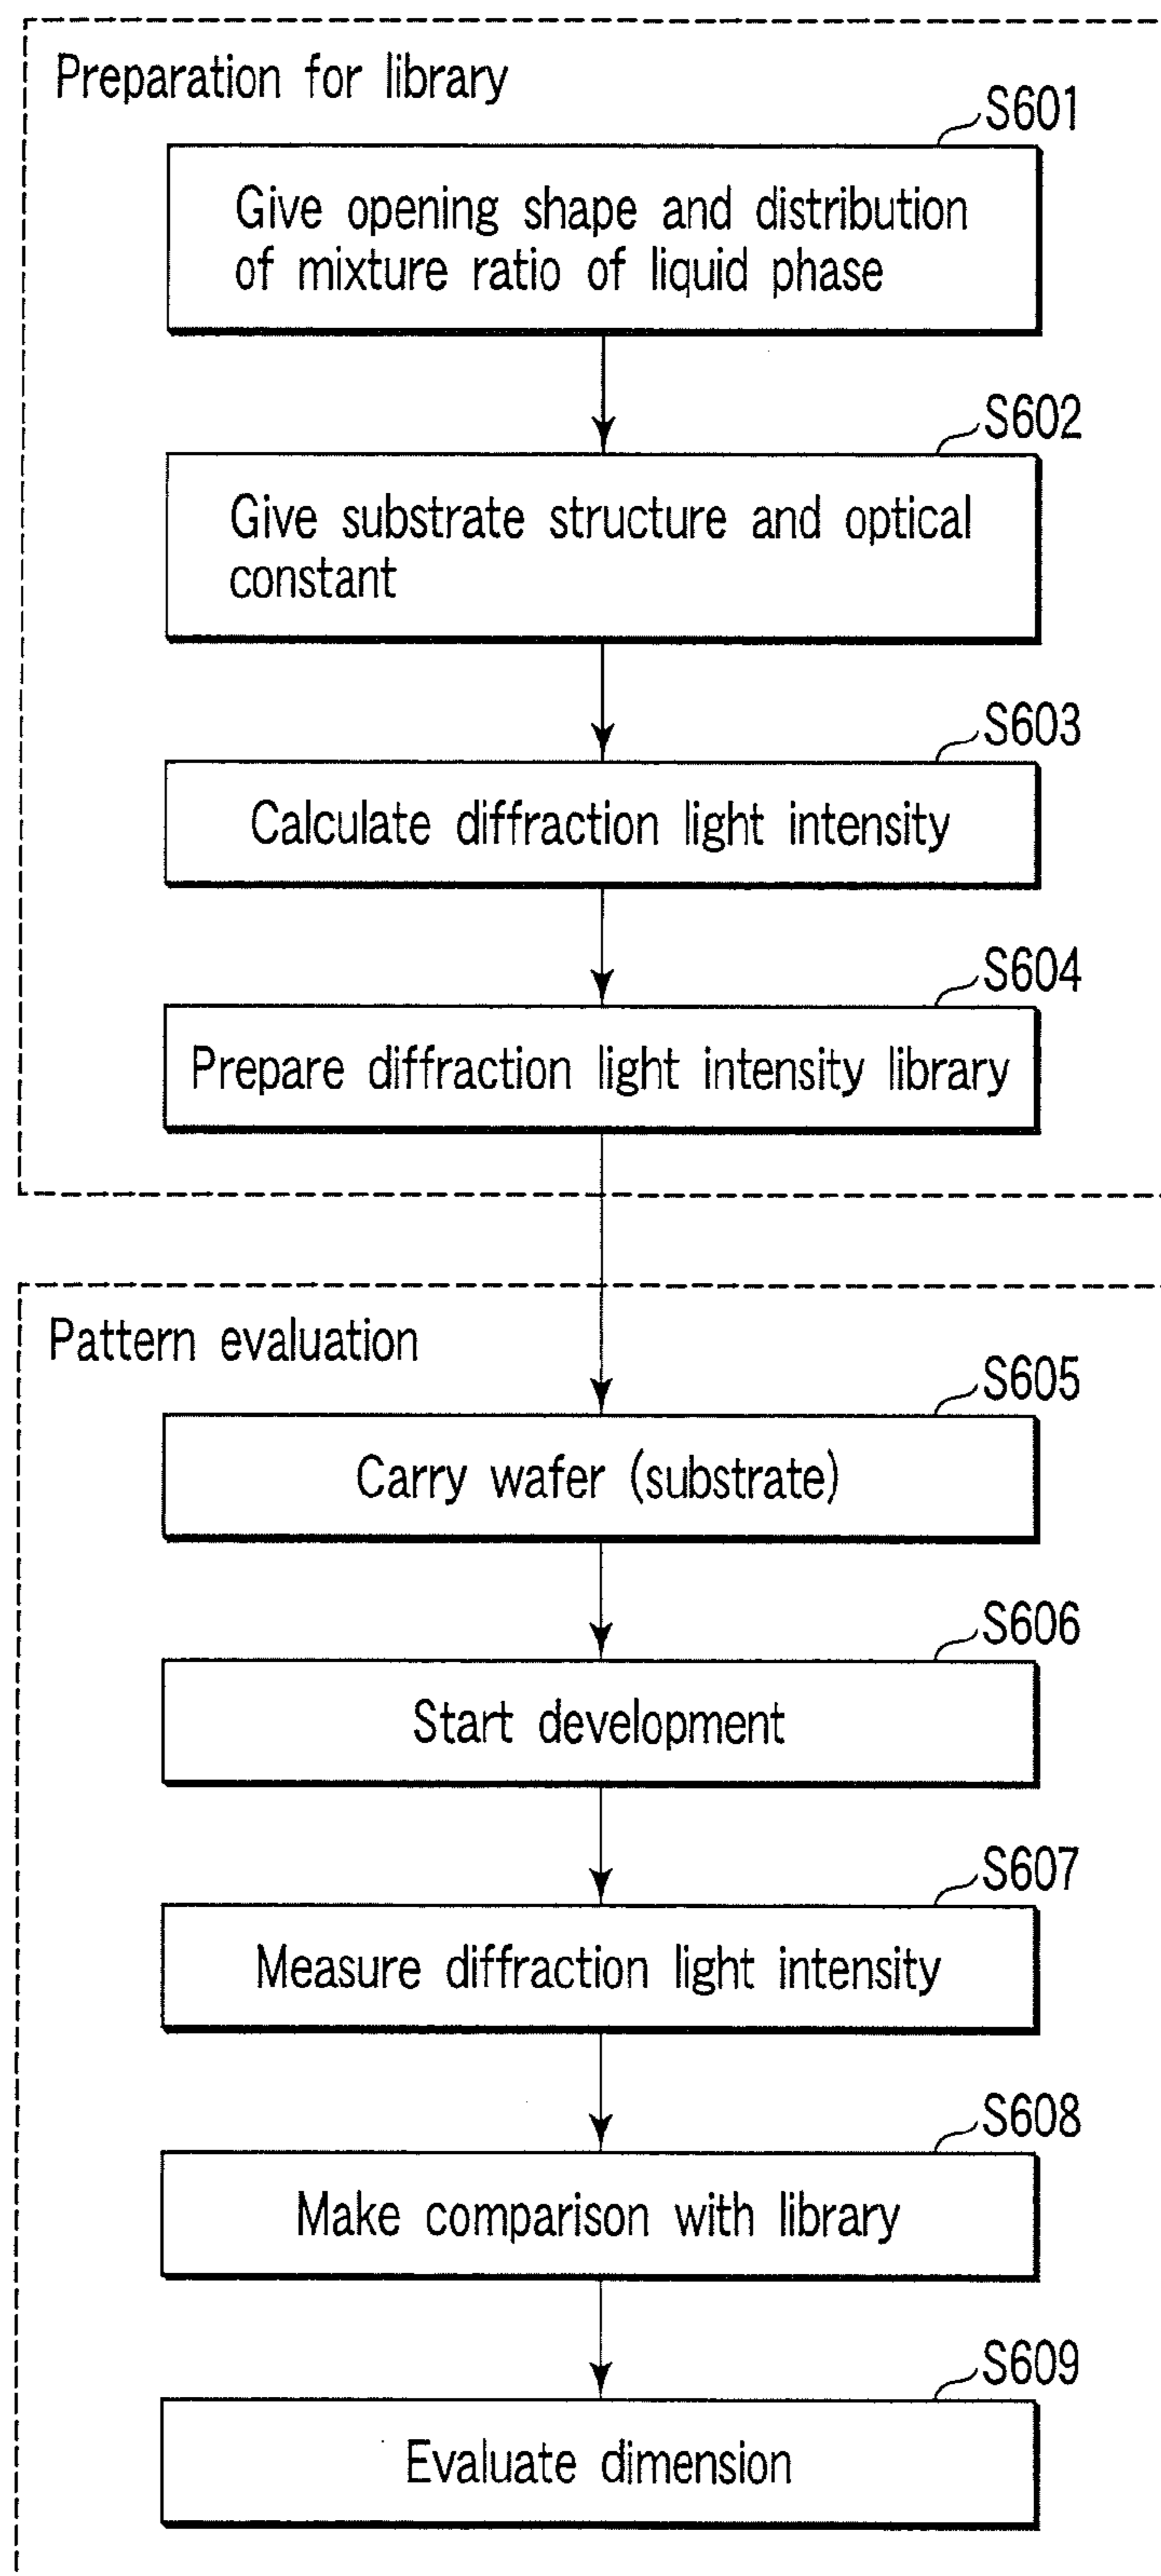 Preparation for library
S601
Give opening shape and distribution
of mixture ratio of liquid phase
S602
Give substrate structure and optical
constant
S603
Calculate diffraction light intensity
S604
Prepare diffraction light intensity library
Pattern evaluation
S605
Carry wafer (substrate)
S606
Start development
S607
Measure diffraction light intensity
S608
Make comparison with library
S609
Evaluate dimension